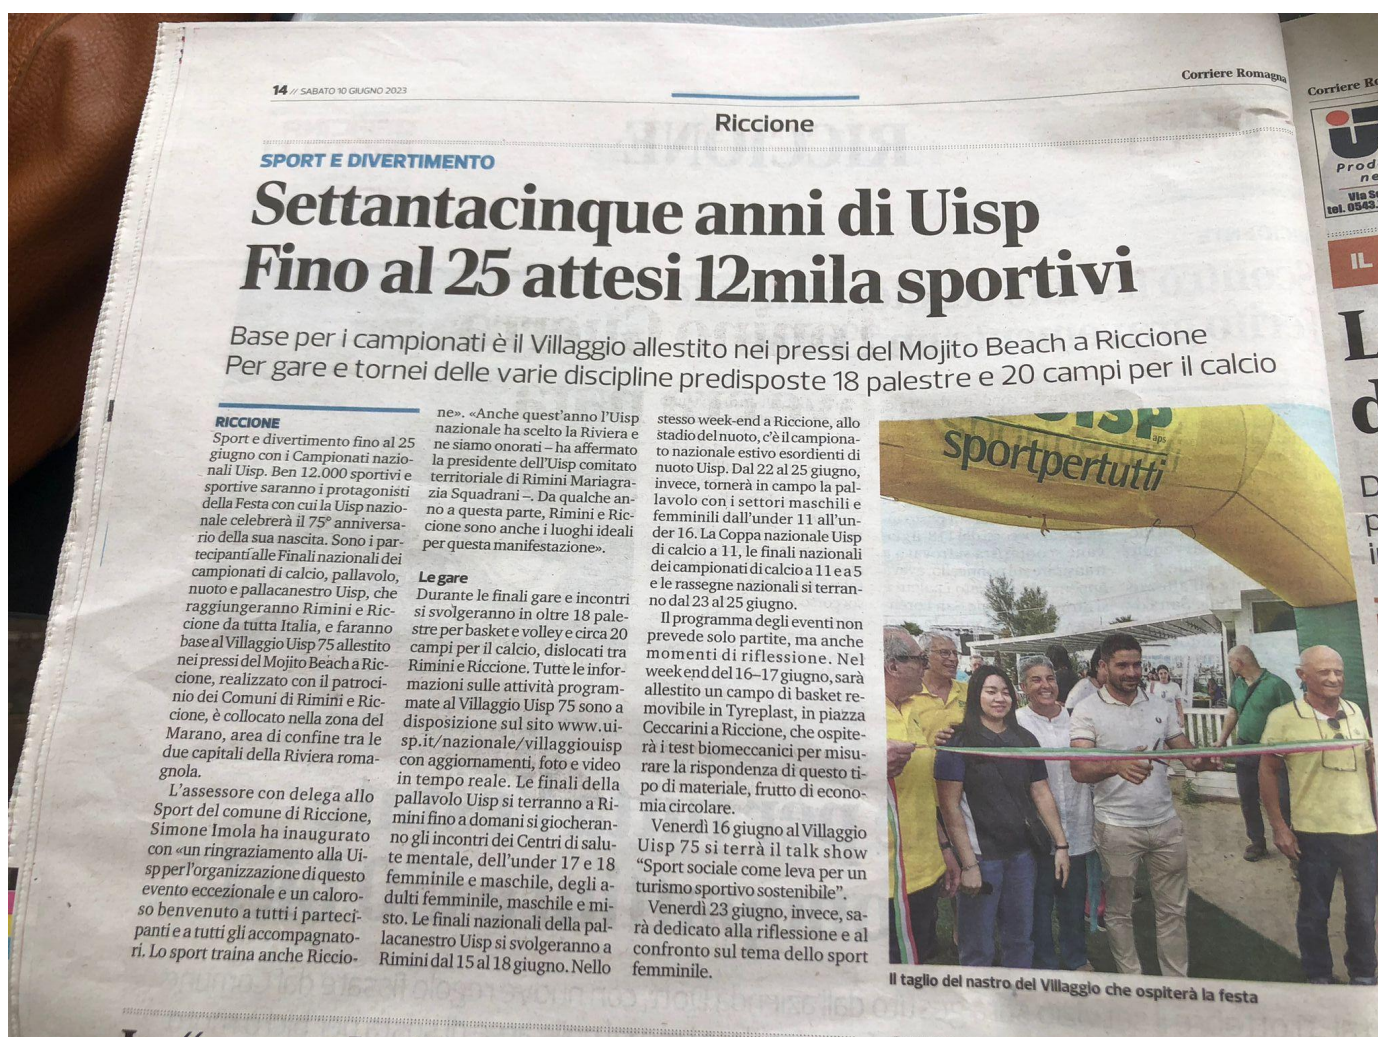 14 // SABATO 10 GIUGNO 2023
Corriere Romagna
Riccione
SPORT E DIVERTIMENTO
Settantacinque anni di Uisp
Fino al 25 attesi 12mila sportivi
Base per i campionati è il Villaggio allestito nei pressi del Mojito Beach a Riccione
Per gare e tornei delle varie discipline predisposte 18 palestre e 20 campi per il calcio
RICCIONE
Sport e divertimento fino al 25
giugno con i Campionati nazio-
nali Uisp. Ben 12.000 sportivi e
sportive saranno i protagonisti
della Festa con cui la Uisp nazio-
nale celebrerà il 75° anniversa-
rio della sua nascita. Sono i par-
tecipanti alle Finali nazionali dei
campionati di calcio, pallavolo,
nuoto e pallacanestro Uisp, che
raggiungeranno Rimini e Ric-
cione da tutta Italia, e faranno
base al Villaggio Uisp 75 allestito
nei pressi del Mojito Beach a Ric-
cione, realizzato con il patroci-
nio dei Comuni di Rimini e Ric-
cione, è collocato nella zona del
Marano, area di confine tra le
due capitali della Riviera roma-
gnola.
L'assessore con delega allo
Sport del comune di Riccione,
Simone Imola ha inaugurato
con «un ringraziamento alla Ui-
sp per l'organizzazione di questo
evento eccezionale e un caloro-
so benvenuto a tutti i parteci-
panti e a tutti gli accompagnato-
ri. Lo sport traina anche Riccio-
ne». «Anche quest'anno l'Uisp
nazionale ha scelto la Riviera e
ne siamo onorati – ha affermato
la presidente dell'Uisp comitato
territoriale di Rimini Mariagra-
zia Squadrani –. Da qualche an-
no a questa parte, Rimini e Ric-
cione sono anche i luoghi ideali
per questa manifestazione».
Le gare
Durante le finali gare e incontri
si svolgeranno in oltre 18 pale-
stre per basket e volley e circa 20
campi per il calcio, dislocati tra
Rimini e Riccione. Tutte le infor-
mazioni sulle attività program-
mate al Villaggio Uisp 75 sono a
disposizione sul sito www.ui-
sp.it/nazionale/villaggiouisp
con aggiornamenti, foto e video
in tempo reale. Le finali della
pallavolo Uisp si terranno a Ri-
mini fino a domani si giocheran-
no gli incontri dei Centri di salu-
te mentale, dell'under 17 e 18
femminile e maschile, degli a-
dulti femminile, maschile e mi-
sto. Le finali nazionali della pal-
lacanestro Uisp si svolgeranno a
Rimini dal 15 al 18 giugno. Nello
stesso week-end a Riccione, allo
stadio del nuoto, c'è il campiona-
to nazionale estivo esordienti di
nuoto Uisp. Dal 22 al 25 giugno,
invece, tornerà in campo la pal-
lavolo con i settori maschili e
femminili dall'under 11 all'un-
der 16. La Coppa nazionale Uisp
di calcio a 11, le finali nazionali
dei campionati di calcio a 11 e a 5
e le rassegne nazionali si terran-
no dal 23 al 25 giugno.
Il programma degli eventi non
prevede solo partite, ma anche
momenti di riflessione. Nel
weekend del 16-17 giugno, sarà
allestito un campo di basket re-
movibile in Tyreplast, in piazza
Ceccarini a Riccione, che ospite-
rà i test biomeccanici per misu-
rare la rispondenza di questo ti-
po di materiale, frutto di econo-
mia circolare.
Venerdì 16 giugno al Villaggio
Uisp 75 si terrà il talk show
“Sport sociale come leva per un
turismo sportivo sostenibile”.
Venerdì 23 giugno, invece, sa-
rà dedicato alla riflessione e al
confronto sul tema dello sport
femminile.
uisp
aps
sportpertutti
Il taglio del nastro del Villaggio che ospiterà la festa
Corriere Ro
Prod
ne
Via S
tel. 0543.
IL
L
d
D
p